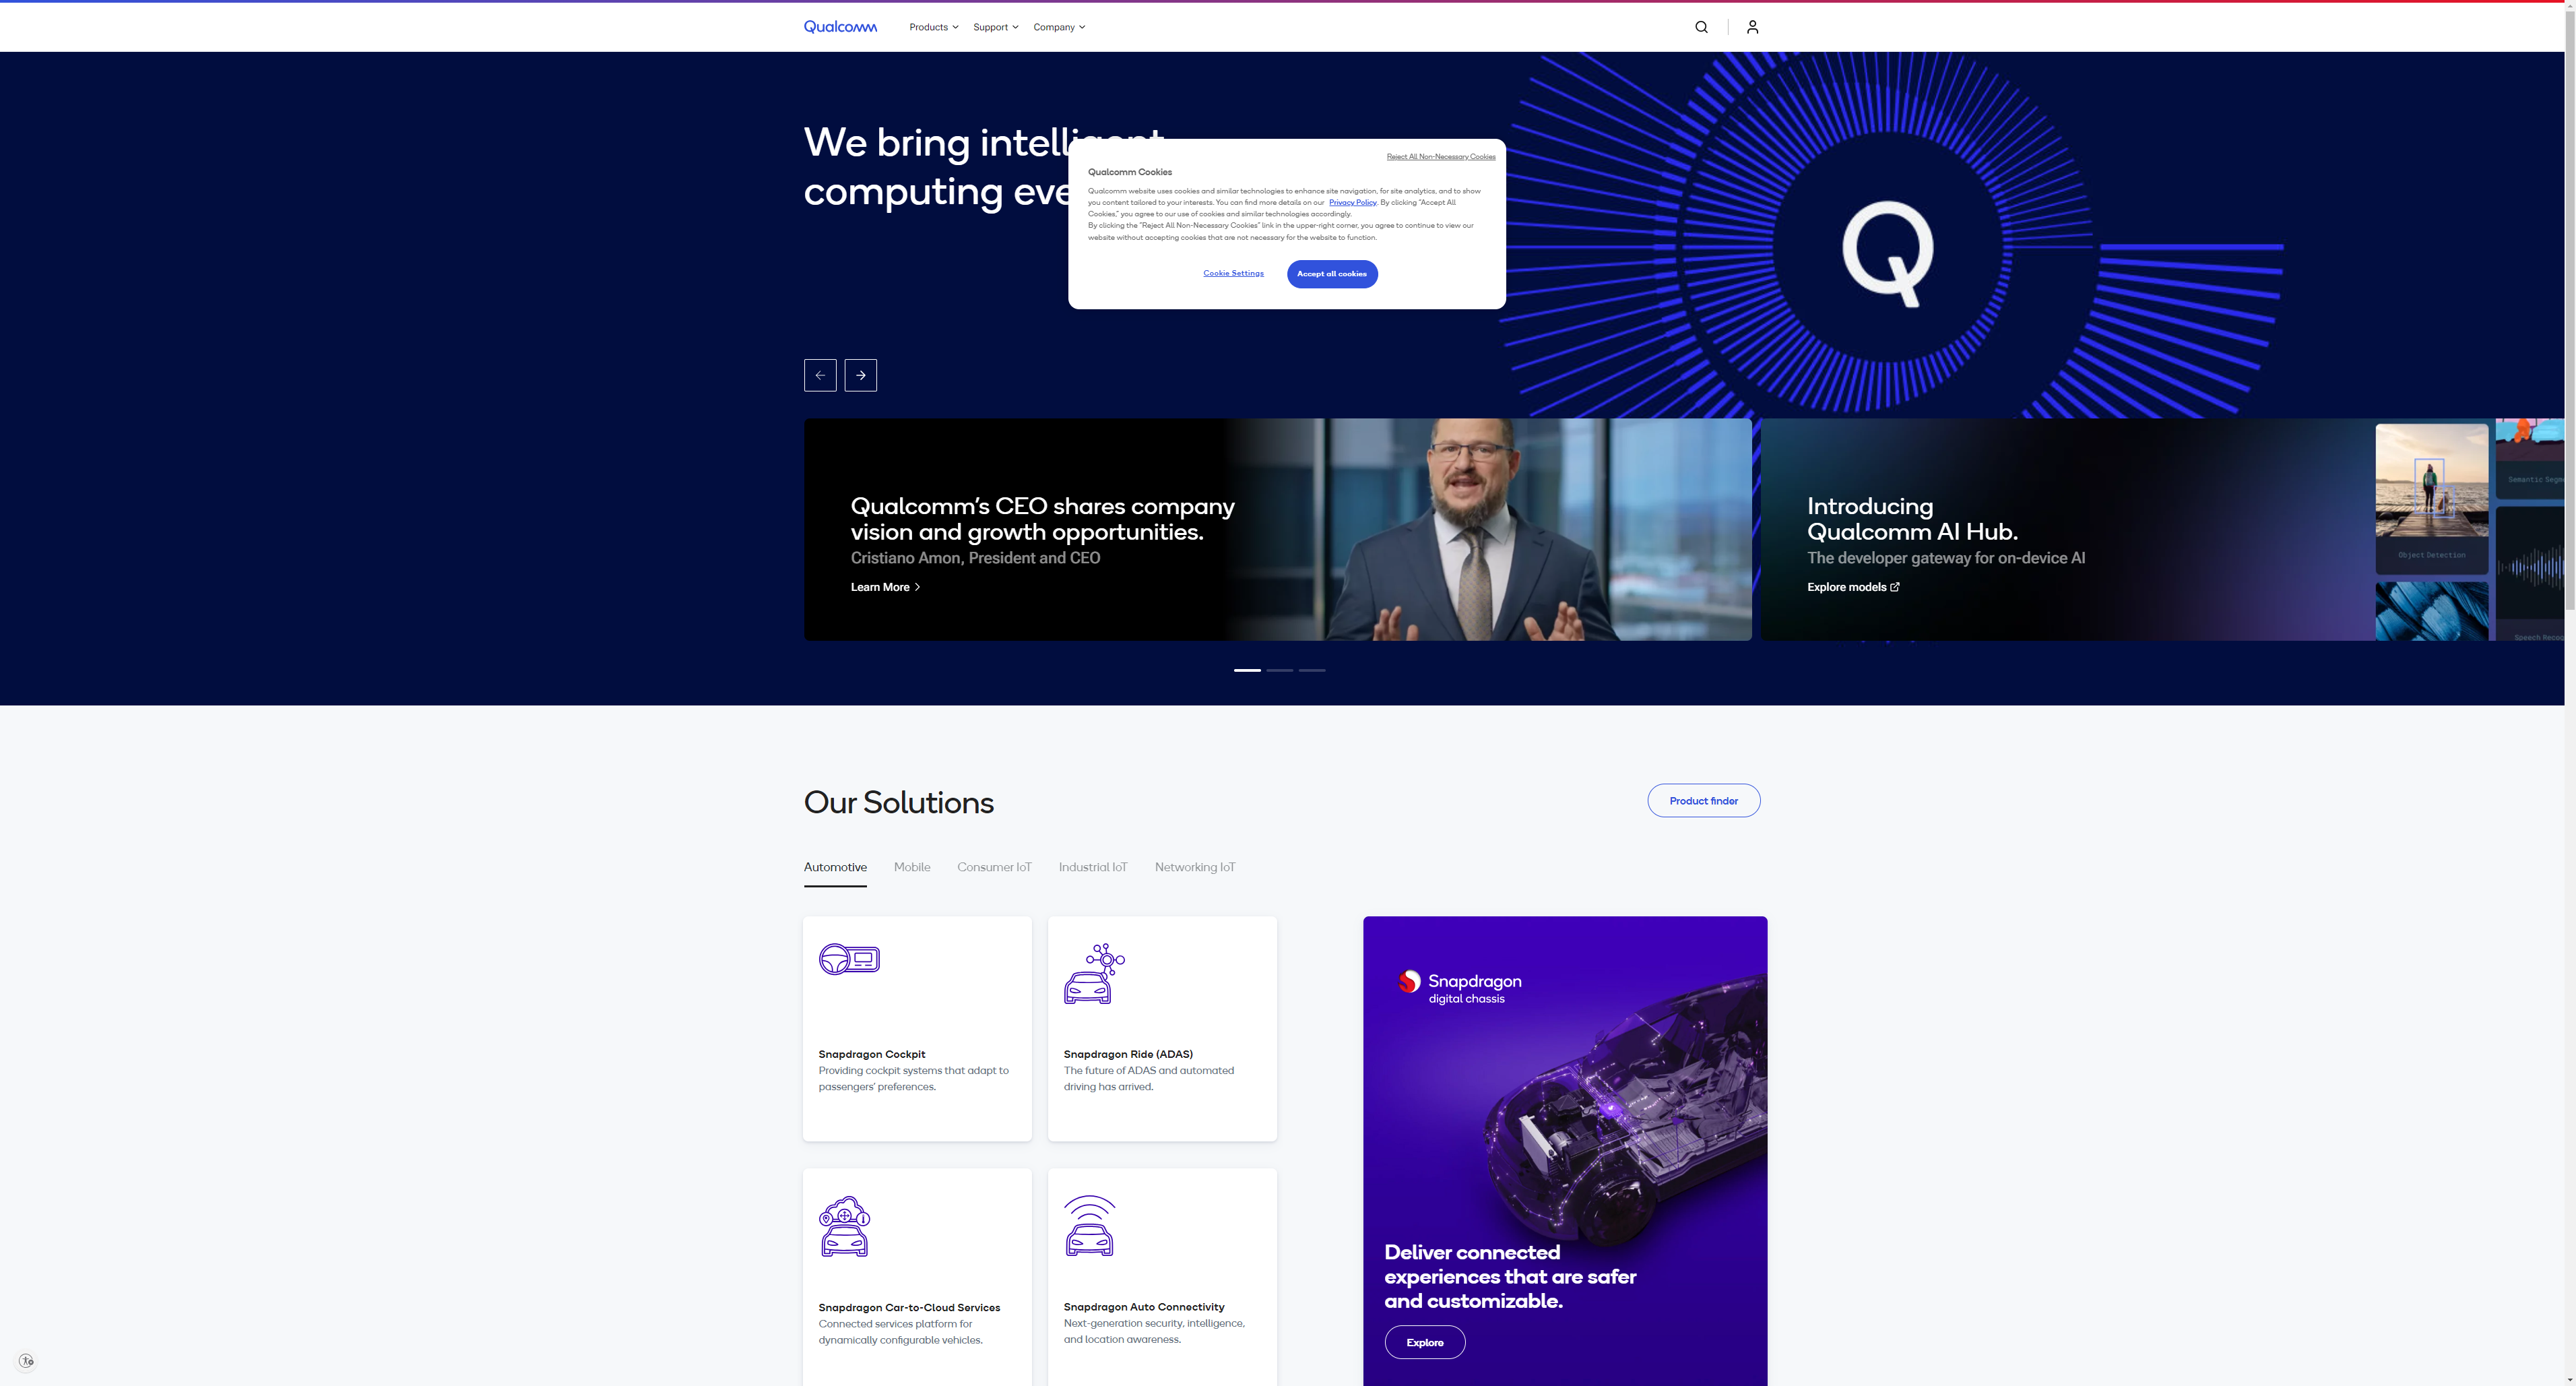 Qualcomm
Products
Support
Company
We bring intelligent
computing eve
Reject All Non-Necessary Cookies
Qualcomm Cookies
Qualcomm website uses cookies and similar technologies to enhance site navigation, for site analytics, and to show
you content tailored to your interests. You can find more details on our Privacy Policy. By clicking "Accept All
Cookies," you agree to our use of cookies and similar technologies accordingly.
By clicking the "Reject All Non-Necessary Cookies" link in the upper-right corner, you agree to continue to view our
website without accepting cookies that are not necessary for the website to function.
Cookie Settings
Accept all cookies
Q
Qualcomm's CEO shares company
vision and growth opportunities.
Cristiano Amon, President and CEO
Learn More
Introducing
Qualcomm AI Hub.
The developer gateway for on-device AI
Explore models
Object Detection
Semantic Segm
Speech Recog
Our Solutions
Product finder
Automotive
Mobile
Consumer IoT
Industrial IoT
Networking IoT
Snapdragon Cockpit
Providing cockpit systems that adapt to
passengers' preferences.
Snapdragon Ride (ADAS)
The future of ADAS and automated
driving has arrived.
Snapdragon Car-to-Cloud Services
Connected services platform for
dynamically configurable vehicles.
Snapdragon Auto Connectivity
Next-generation security, intelligence,
and location awareness.
Snapdragon
digital chassis
Deliver connected
experiences that are safer
and customizable.
Explore